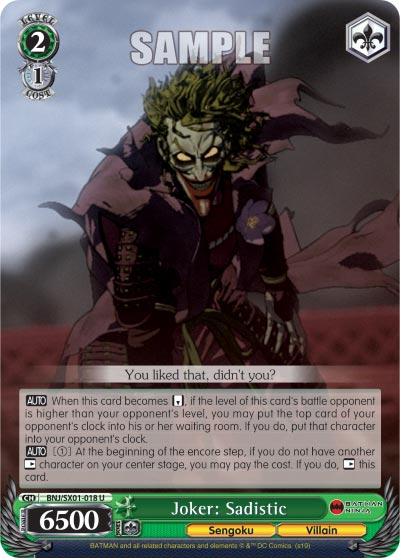 LEVEL
2
1
COST
SAMPLE
You liked that, didn't you?
AUTO When this card becomes , if the level of this card's battle opponent
is higher than your opponent's level, you may put the top card of your
opponent's clock into his or her waiting room. If you do, put that character
into your opponent's clock.
AUTO [①] At the beginning of the encore step, if you do not have another
character on your center stage, you may pay the cost. If you do, this
card.
CH BNJ/SX01-018 U
POWER
6500
Joker: Sadistic
BATMAN
NINJA
Sengoku
Villain
BATMAN and all related characters and elements © & ™ DC Comics. (s19)